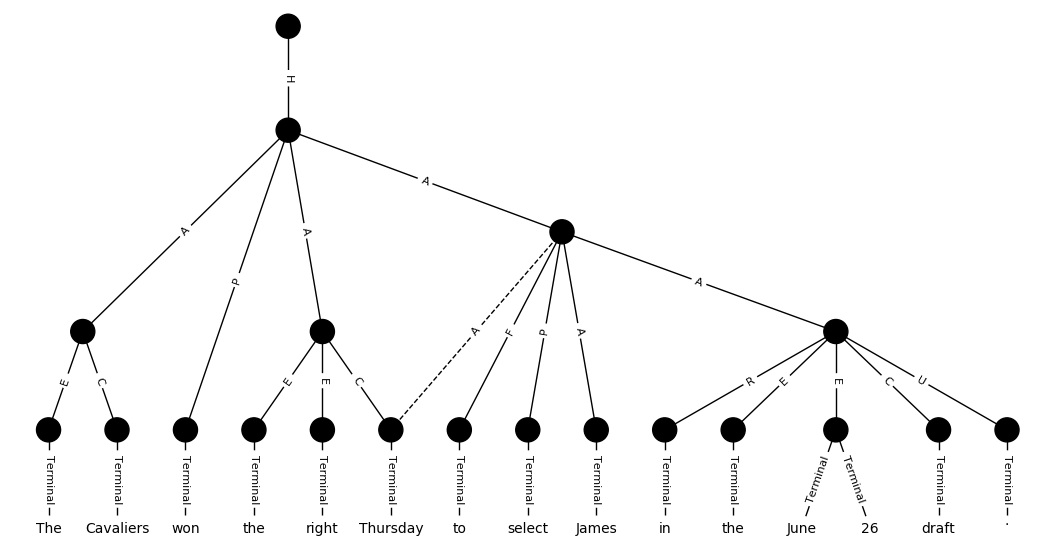 H
A
A
P
A
A
E
C
E
E
C
A
F
P
A
R
E
E
C
U
Terminal Terminal Terminal Terminal Terminal Terminal Terminal Terminal Terminal Terminal Terminal Terminal Terminal Terminal Terminal
The Cavaliers won the right Thursday to select James in the June 26 draft .